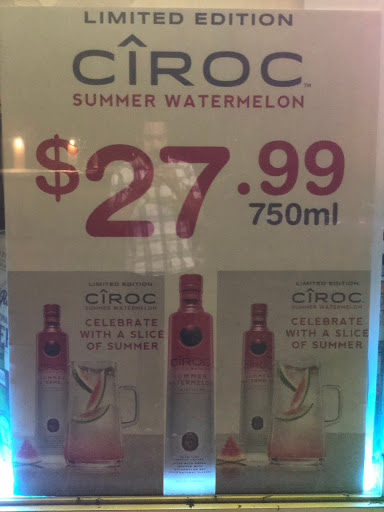 LIMITED EDITION
CÎROC™
SUMMER WATERMELON
$27.99
750ml
LIMITED EDITION
CÎROC
SUMMER WATERMELON
CELEBRATE
WITH A SLICE
OF SUMMER
CÎROC
SUMMER
WATERMELON
LIMITED EDITION
CÎROC
SUMMER WATERMELON
CELEBRATE
WITH A SLICE
OF SUMMER